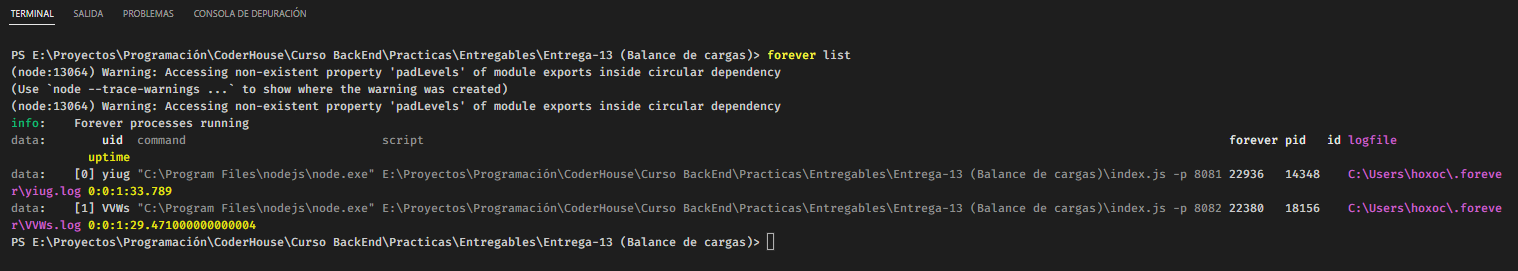 TERMINAL SALIDA PROBLEMAS CONSOLA DE DEPURACIÓN
PS E:\Proyectos\Programación\CoderHouse\Curso BackEnd\Practicas\Entregables\Entrega-13 (Balance de cargas)> forever list
(node:13064) Warning: Accessing non-existent property 'padLevels' of module exports inside circular dependency
(Use `node --trace-warnings ...` to show where the warning was created)
(node:13064) Warning: Accessing non-existent property 'padLevels' of module exports inside circular dependency
info:    Forever processes running
data:        uid  command                             script                                                                                                                   forever pid   id logfile
           uptime
data:    [0] yiug "C:\Program Files\nodejs\node.exe" E:\Proyectos\Programación\CoderHouse\Curso BackEnd\Practicas\Entregables\Entrega-13 (Balance de cargas)\index.js -p 8081 22936   14348    C:\Users\hoxoc\.foreve
r\yiug.log 0:0:1:33.789
data:    [1] VVWs "C:\Program Files\nodejs\node.exe" E:\Proyectos\Programación\CoderHouse\Curso BackEnd\Practicas\Entregables\Entrega-13 (Balance de cargas)\index.js -p 8082 22380   18156    C:\Users\hoxoc\.foreve
r\VVWs.log 0:0:1:29.471000000000004
PS E:\Proyectos\Programación\CoderHouse\Curso BackEnd\Practicas\Entregables\Entrega-13 (Balance de cargas)>